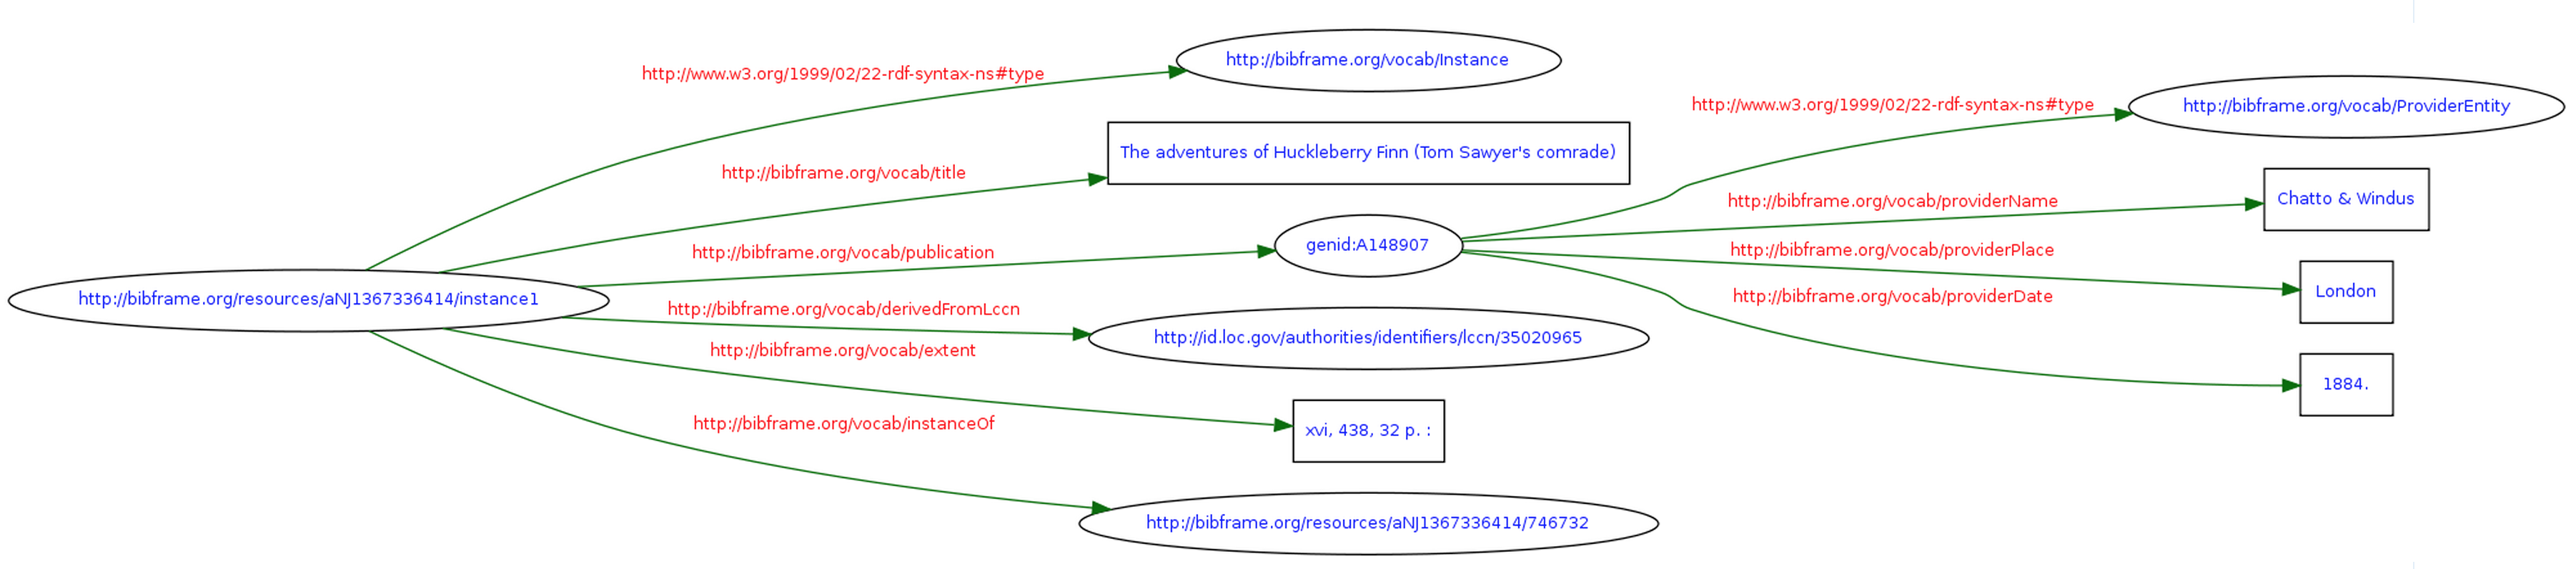 http://bibframe.org/vocab/Instance
http://www.w3.org/1999/02/22-rdf-syntax-ns#type
http://www.w3.org/1999/02/22-rdf-syntax-ns#type
http://bibframe.org/vocab/ProviderEntity
The adventures of Huckleberry Finn (Tom Sawyer's comrade)
http://bibframe.org/vocab/title
http://bibframe.org/vocab/providerName
Chatto & Windus
http://bibframe.org/vocab/publication
genid:A148907
http://bibframe.org/vocab/providerPlace
London
http://bibframe.org/resources/aNJ1367336414/instance1
http://bibframe.org/vocab/derivedFromLccn
http://bibframe.org/vocab/providerDate
http://id.loc.gov/authorities/identifiers/lccn/35020965
http://bibframe.org/vocab/extent
1884.
http://bibframe.org/vocab/instanceOf
xvi, 438, 32 p. :
http://bibframe.org/resources/aNJ1367336414/746732